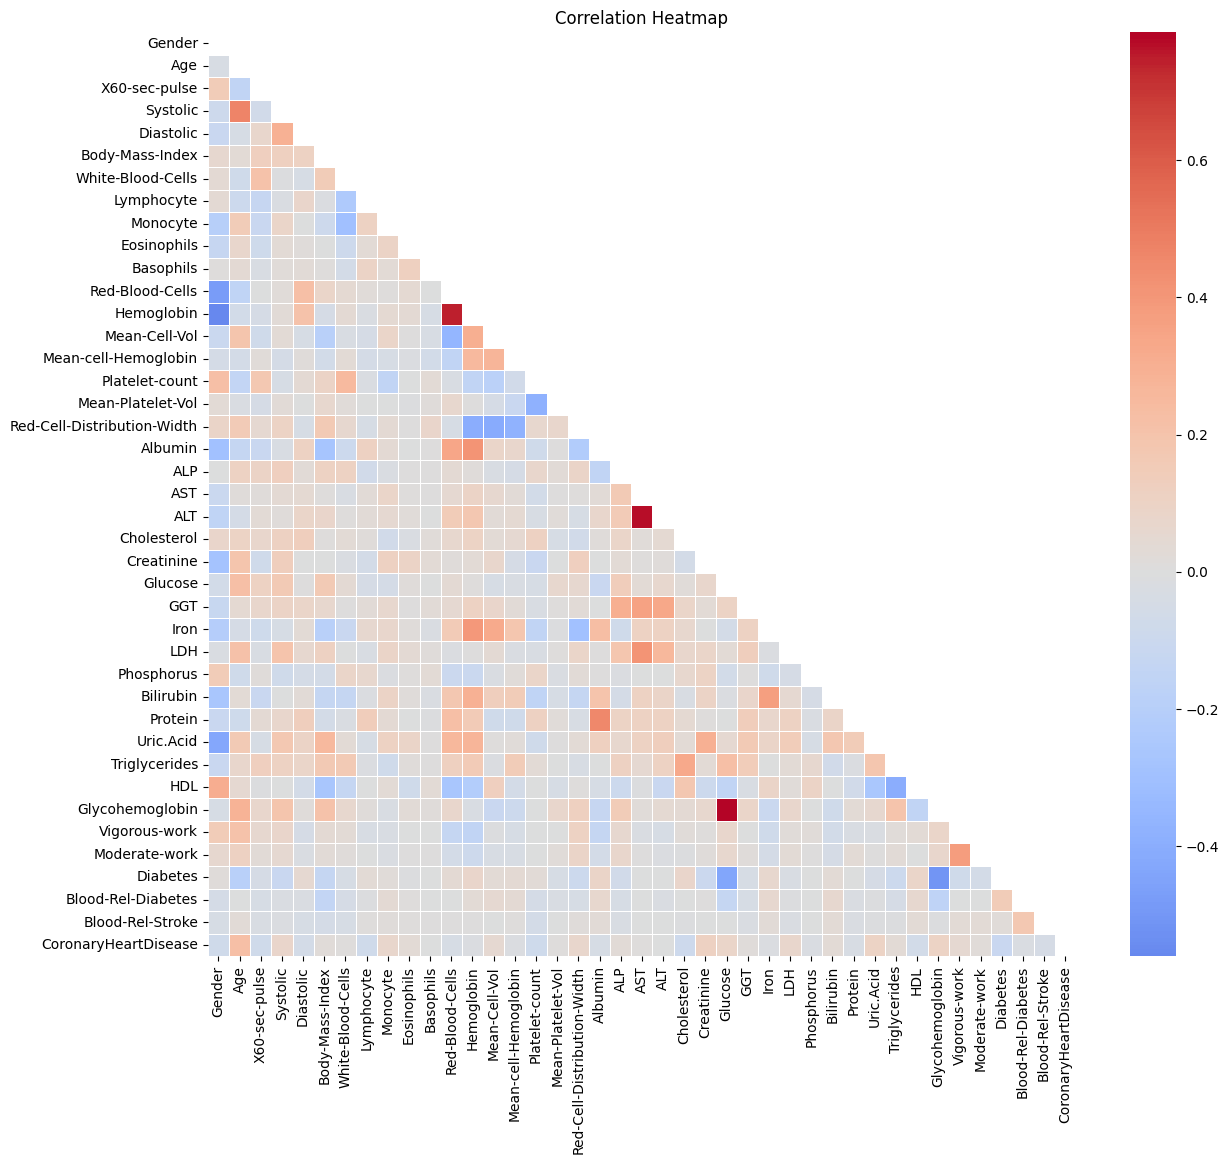 Correlation Heatmap
Gender
Age
X60-sec-pulse
Systolic
Diastolic
Body-Mass-Index
White-Blood-Cells
Lymphocyte
Monocyte
Eosinophils
Basophils
Red-Blood-Cells
Hemoglobin
Mean-Cell-Vol
Mean-cell-Hemoglobin
Platelet-count
Mean-Platelet-Vol
Red-Cell-Distribution-Width
Albumin
ALP
AST
ALT
Cholesterol
Creatinine
Glucose
GGT
Iron
LDH
Phosphorus
Bilirubin
Protein
Uric.Acid
Triglycerides
HDL
Glycohemoglobin
Vigorous-work
Moderate-work
Diabetes
Blood-Rel-Diabetes
Blood-Rel-Stroke
CoronaryHeartDisease
Gender
Age
X60-sec-pulse
Systolic
Diastolic
Body-Mass-Index
White-Blood-Cells
Lymphocyte
Monocyte
Eosinophils
Basophils
Red-Blood-Cells
Hemoglobin
Mean-Cell-Vol
Mean-cell-Hemoglobin
Platelet-count
Mean-Platelet-Vol
Red-Cell-Distribution-Width
Albumin
ALP
AST
ALT
Cholesterol
Creatinine
Glucose
GGT
Iron
LDH
Phosphorus
Bilirubin
Protein
Uric.Acid
Triglycerides
HDL
Glycohemoglobin
Vigorous-work
Moderate-work
Diabetes
Blood-Rel-Diabetes
Blood-Rel-Stroke
CoronaryHeartDisease
0.6
0.4
0.2
0.0
−0.2
−0.4